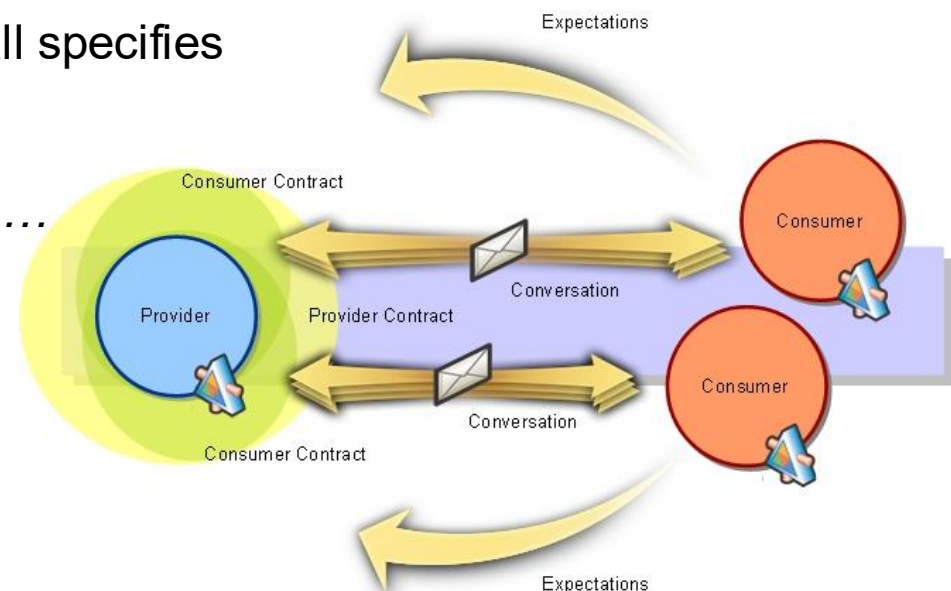 Expectations
ll specifies
Consumer Contract
...
Consumer
Conversation
Provider
Provider Contract
Consumer
Conversation
Consumer Contract
Expectations